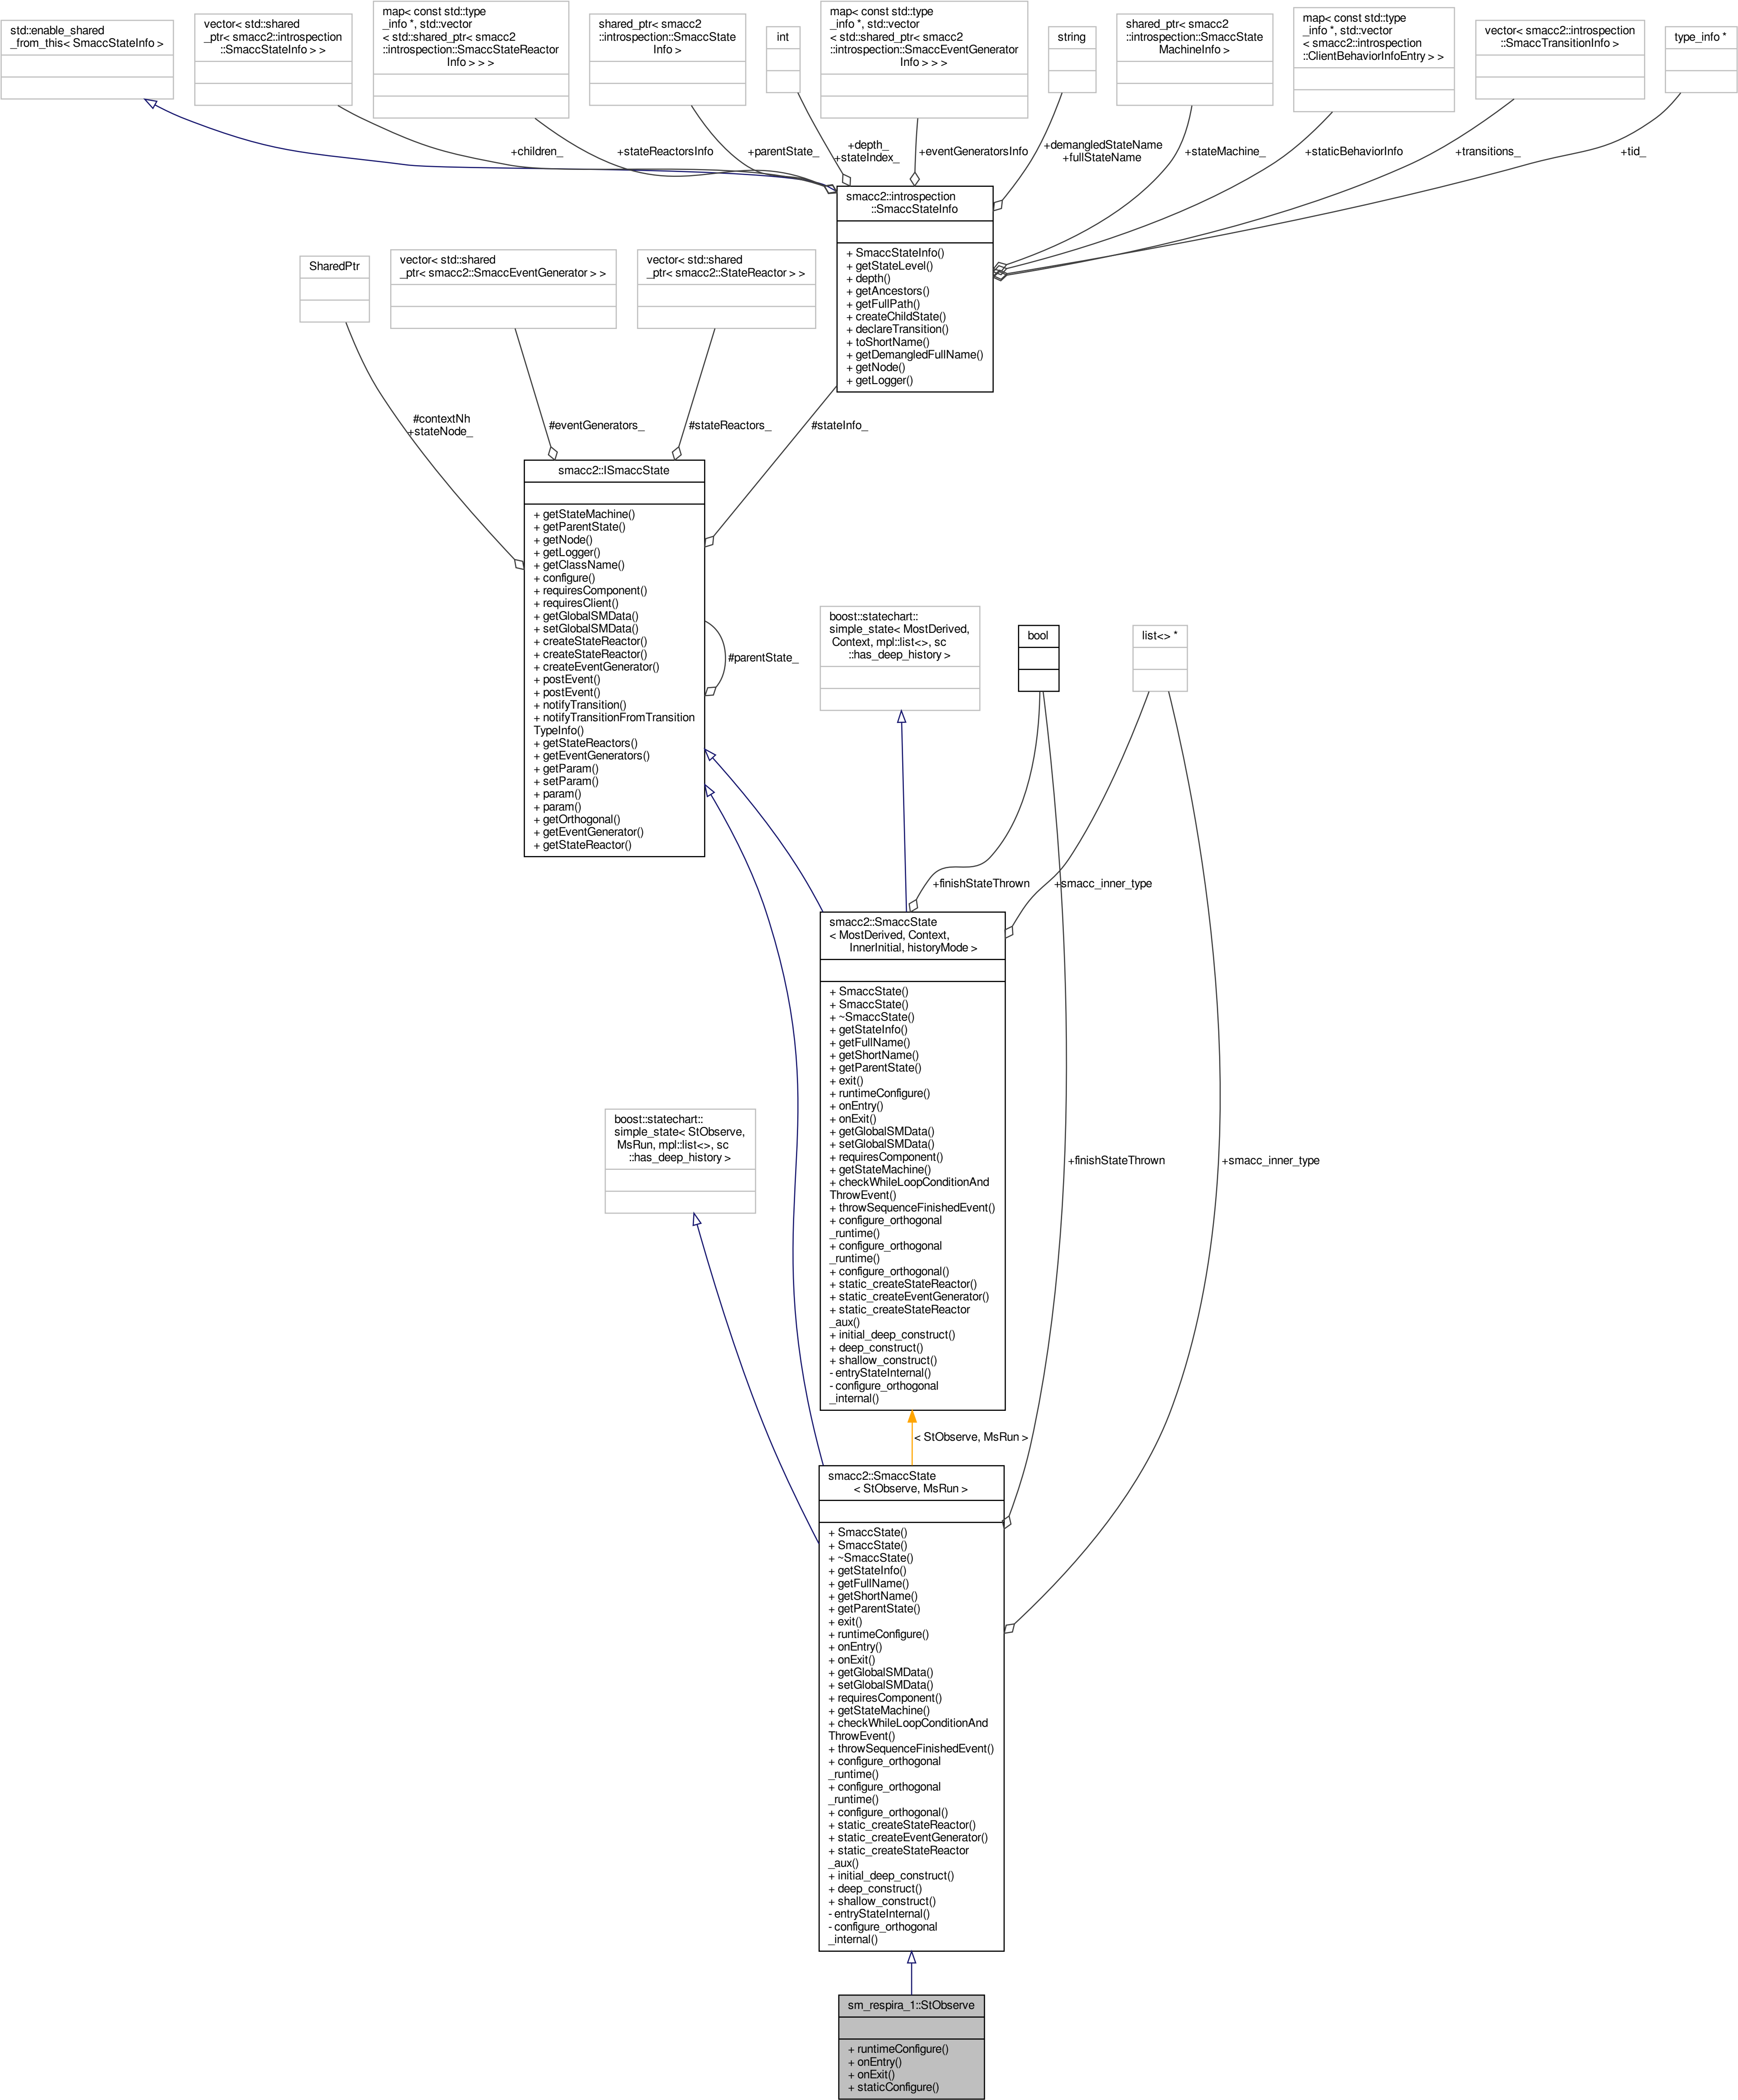 std::enable_shared
_from_this< SmaccStateInfo >
vector< std::shared
_ptr< smacc2::introspection
::SmaccStateInfo > >
map< const std::type
_info *, std::vector
< std::shared_ptr< smacc2
::introspection::SmaccStateReactor
Info > > >
shared_ptr< smacc2
::introspection::SmaccState
Info >
int
map< const std::type
_info *, std::vector
< std::shared_ptr< smacc2
::introspection::SmaccEventGenerator
Info > > >
string
shared_ptr< smacc2
::introspection::SmaccState
MachineInfo >
map< const std::type
_info *, std::vector
< smacc2::introspection
::ClientBehaviorInfoEntry > >
vector< smacc2::introspection
::SmaccTransitionInfo >
type_info *
+children_
+stateReactorsInfo
+parentState_
+depth_
+stateIndex_
+eventGeneratorsInfo
+demangledStateName
+fullStateName
+stateMachine_
+staticBehaviorInfo
+transitions_
+tid_
smacc2::introspection
::SmaccStateInfo
+ SmaccStateInfo()
+ getStateLevel()
+ depth()
+ getAncestors()
+ getFullPath()
+ createChildState()
+ declareTransition()
+ toShortName()
+ getDemangledFullName()
+ getNode()
+ getLogger()
SharedPtr
vector< std::shared
_ptr< smacc2::SmaccEventGenerator > >
vector< std::shared
_ptr< smacc2::StateReactor > >
#contextNh
+stateNode_
#eventGenerators_
#stateReactors_
#stateInfo_
smacc2::ISmaccState
+ getStateMachine()
+ getParentState()
+ getNode()
+ getLogger()
+ getClassName()
+ configure()
+ requiresComponent()
+ requiresClient()
+ getGlobalSMData()
+ setGlobalSMData()
+ createStateReactor()
+ createStateReactor()
+ createEventGenerator()
+ postEvent()
+ postEvent()
+ notifyTransition()
+ notifyTransitionFromTransition
TypeInfo()
+ getStateReactors()
+ getEventGenerators()
+ getParam()
+ setParam()
+ param()
+ param()
+ getOrthogonal()
+ getEventGenerator()
+ getStateReactor()
#parentState_
boost::statechart::
simple_state< MostDerived,
Context, mpl::list<>, sc
::has_deep_history >
bool
list<> *
+finishStateThrown
+smacc_inner_type
smacc2::SmaccState
< MostDerived, Context,
InnerInitial, historyMode >
+ SmaccState()
+ SmaccState()
+ ~SmaccState()
+ getStateInfo()
+ getFullName()
+ getShortName()
+ getParentState()
+ exit()
+ runtimeConfigure()
+ onEntry()
+ onExit()
+ getGlobalSMData()
+ setGlobalSMData()
+ requiresComponent()
+ getStateMachine()
+ checkWhileLoopConditionAnd
ThrowEvent()
+ throwSequenceFinishedEvent()
+ configure_orthogonal
_runtime()
+ configure_orthogonal
_runtime()
+ configure_orthogonal()
+ static_createStateReactor()
+ static_createEventGenerator()
+ static_createStateReactor
_aux()
+ initial_deep_construct()
+ deep_construct()
+ shallow_construct()
- entryStateInternal()
- configure_orthogonal
_internal()
boost::statechart::
simple_state< StObserve,
MsRun, mpl::list<>, sc
::has_deep_history >
+finishStateThrown
+smacc_inner_type
< StObserve, MsRun >
smacc2::SmaccState
< StObserve, MsRun >
+ SmaccState()
+ SmaccState()
+ ~SmaccState()
+ getStateInfo()
+ getFullName()
+ getShortName()
+ getParentState()
+ exit()
+ runtimeConfigure()
+ onEntry()
+ onExit()
+ getGlobalSMData()
+ setGlobalSMData()
+ requiresComponent()
+ getStateMachine()
+ checkWhileLoopConditionAnd
ThrowEvent()
+ throwSequenceFinishedEvent()
+ configure_orthogonal
_runtime()
+ configure_orthogonal
_runtime()
+ configure_orthogonal()
+ static_createStateReactor()
+ static_createEventGenerator()
+ static_createStateReactor
_aux()
+ initial_deep_construct()
+ deep_construct()
+ shallow_construct()
- entryStateInternal()
- configure_orthogonal
_internal()
sm_respira_1::StObserve
+ runtimeConfigure()
+ onEntry()
+ onExit()
+ staticConfigure()